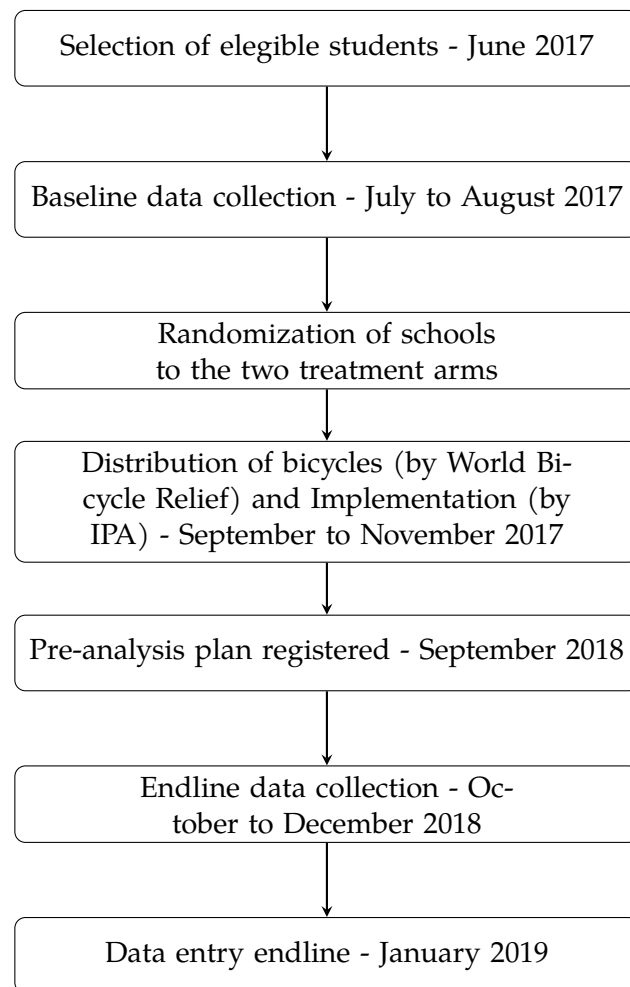 Selection of elegible students - June 2017
Baseline data collection - July to August 2017
Randomization of schools
to the two treatment arms
Distribution of bicycles (by World Bi-
cycle Relief) and Implementation (by
IPA) - September to November 2017
Pre-analysis plan registered - September 2018
Endline data collection - Oc-
tober to December 2018
Data entry endline - January 2019